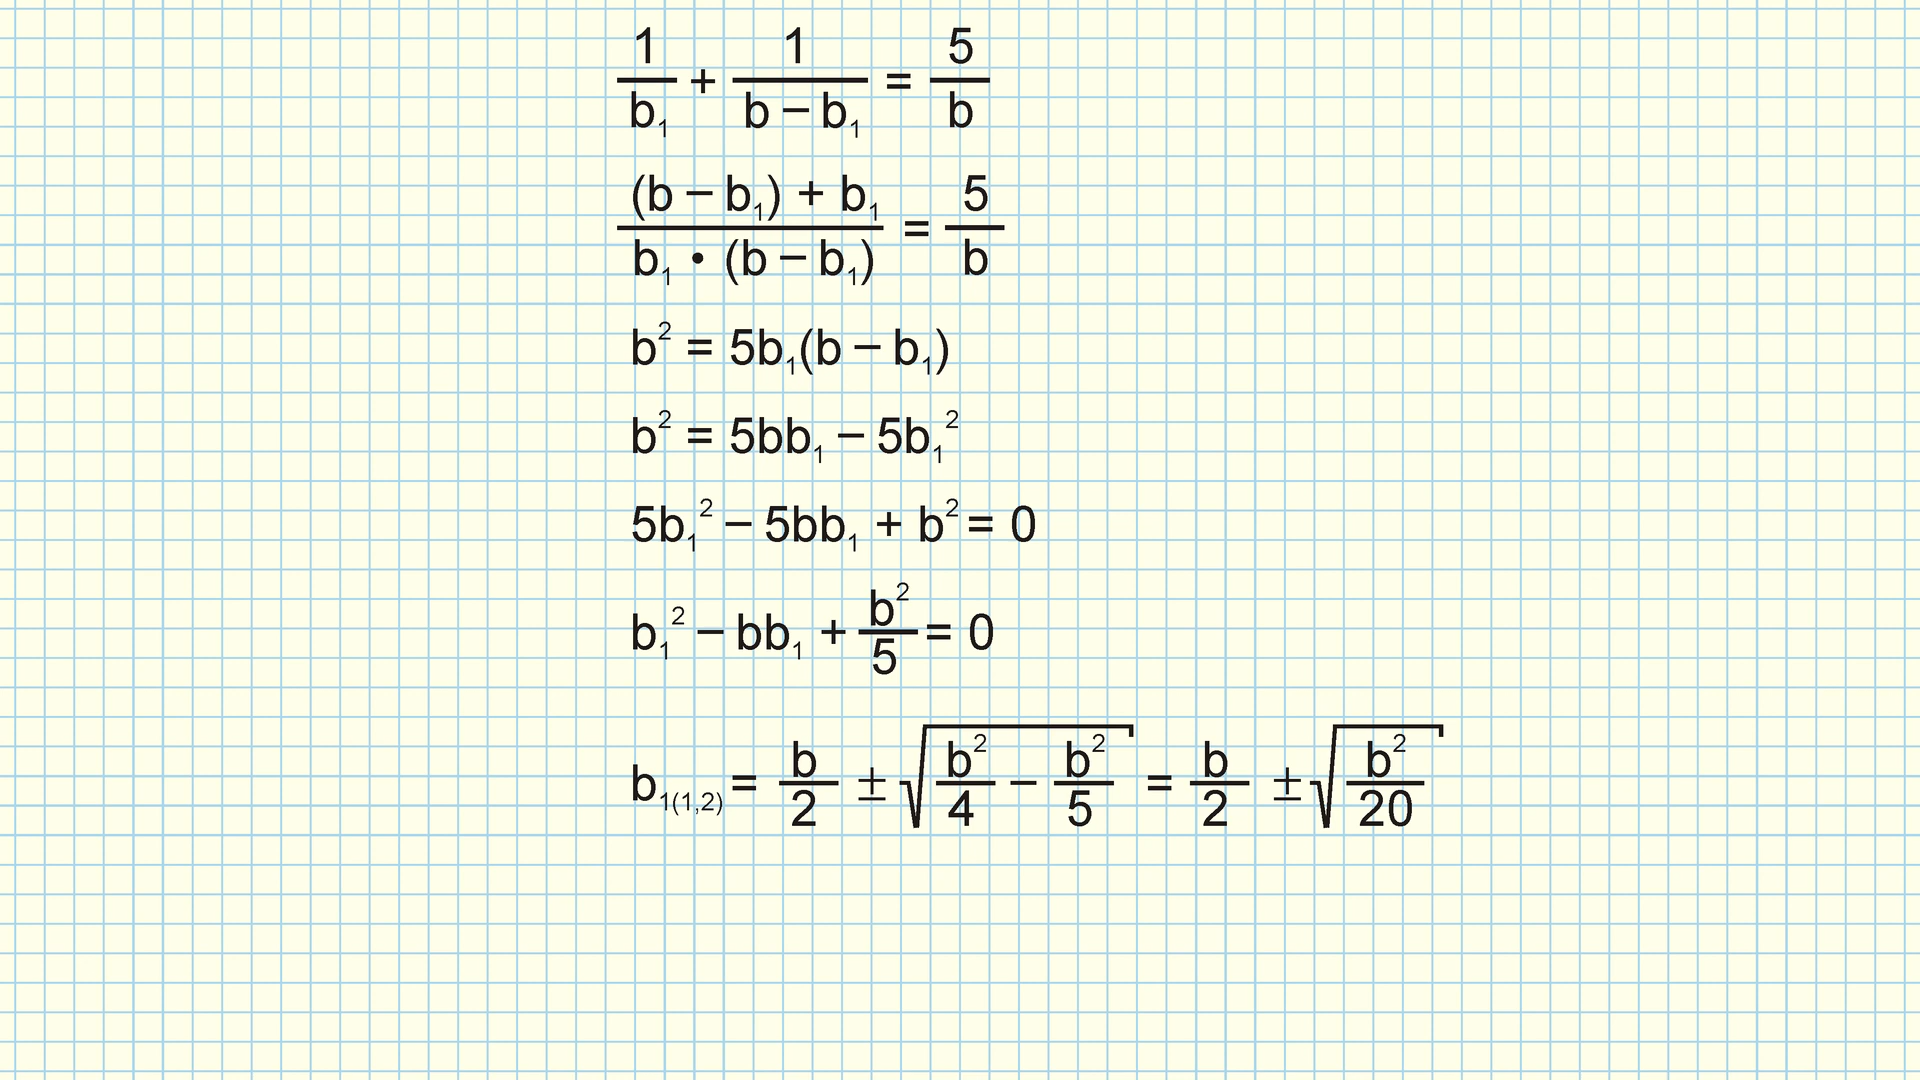 1/b₁ + 1/(b − b₁) = 5/b
((b − b₁) + b₁)/(b₁ • (b − b₁)) = 5/b
b² = 5b₁(b − b₁)
b² = 5bb₁ − 5b₁²
5b₁² − 5bb₁ + b² = 0
b₁² − bb₁ + b²/5 = 0
b₁₍₁,₂₎ = b/2 ± √(b²/4 − b²/5) = b/2 ± √(b²/20)